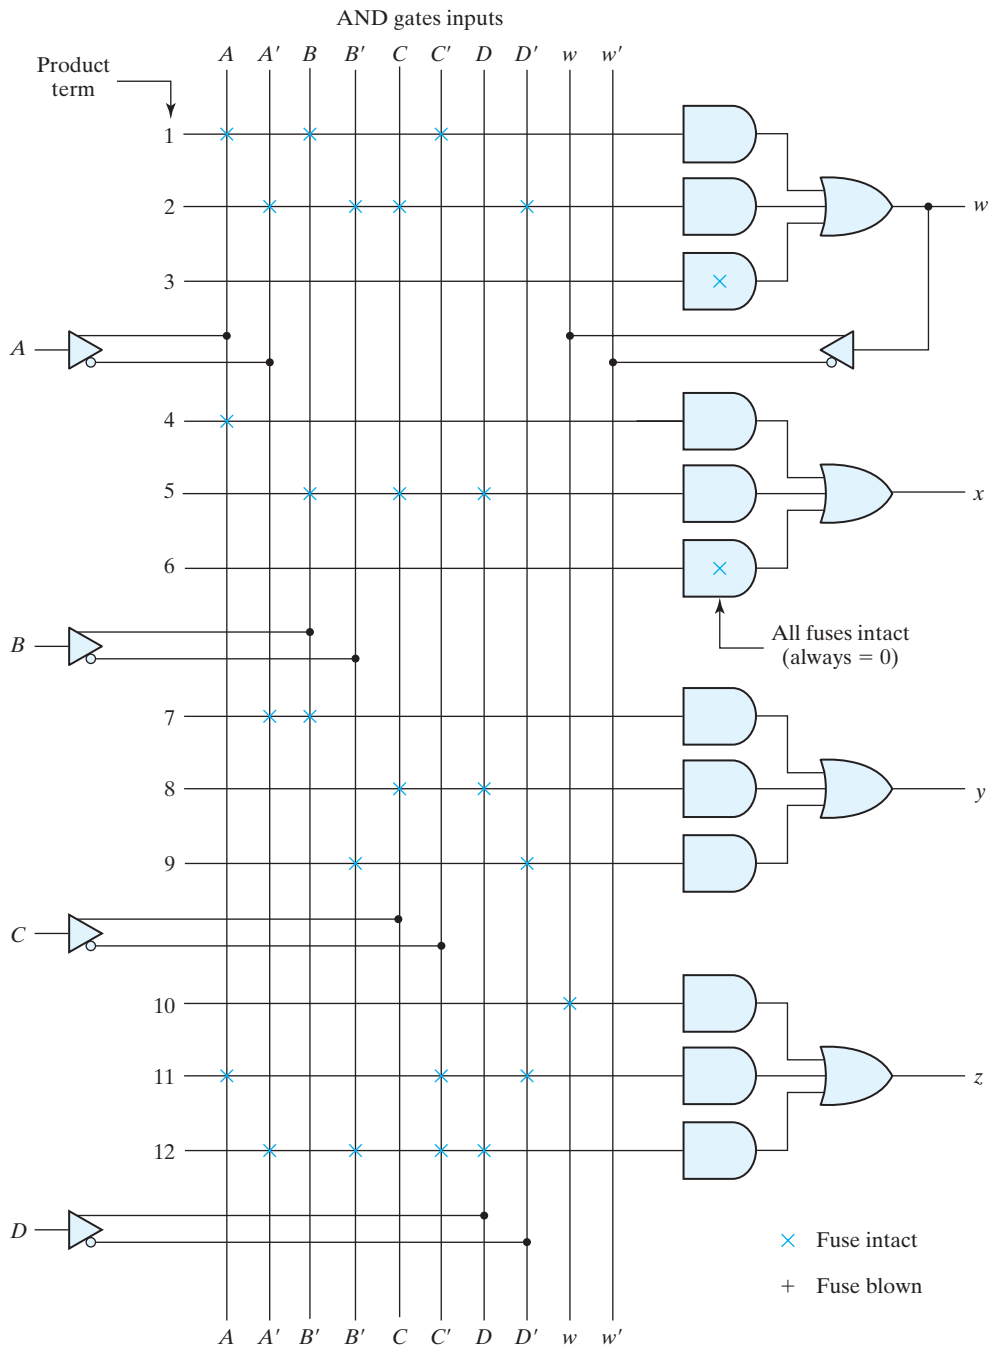 AND gates inputs
A A′ B B′ C C′ D D′ w w′
Product
term
1
2
w
3
A
4
5
x
6
B
All fuses intact
(always = 0)
7
8
y
9
C
10
11
z
12
D
× Fuse intact
+ Fuse blown
A A′ B′ B′ C C′ D D′ w w′